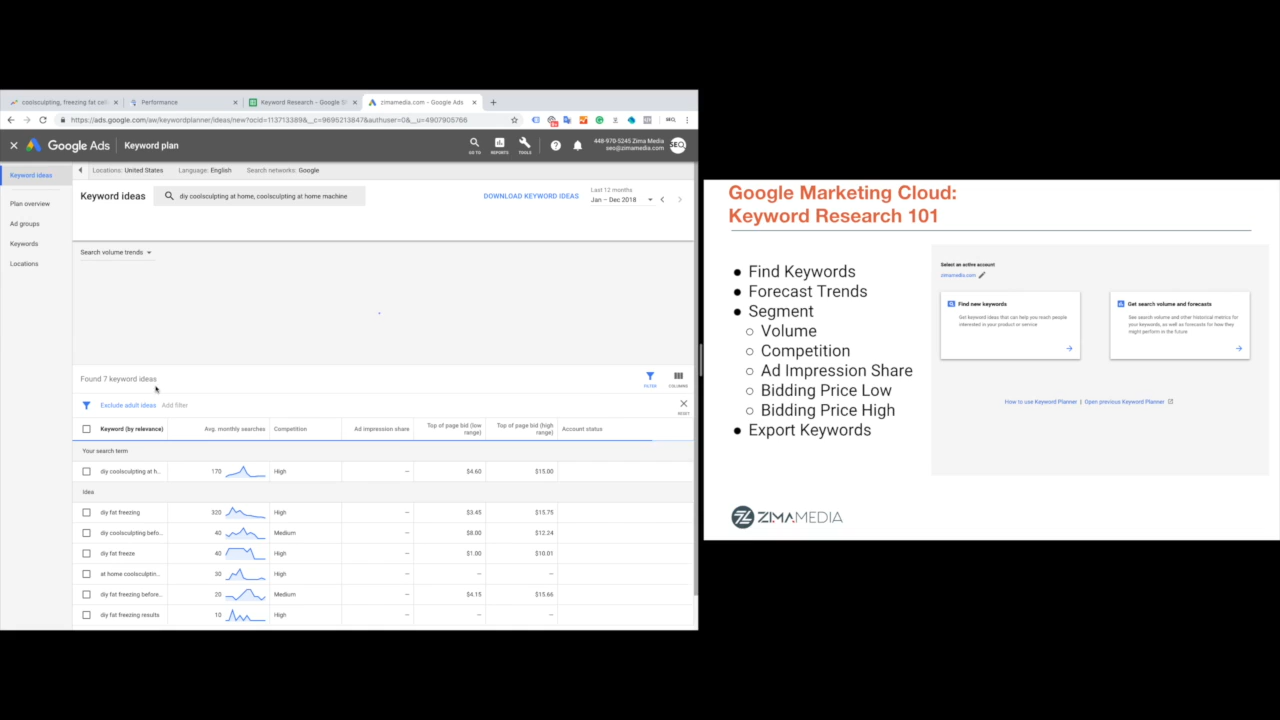 coolsculpting, freezing fat cell
Performance
Keyword Research - Google Sh
zimamedia.com - Google Ads
https://ads.google.com/aw/keywordplanner/ideas/new?ocid=113713389&__c=9695213847&authuser=0&__u=4907905766
Google Ads
Keyword plan
GO TO
REPORTS
TOOLS
448-970-5245 Zima Media
seo@zimamedia.com
SEQ
Keyword ideas
Plan overview
Ad groups
Keywords
Locations
Locations: United States
Language: English
Search networks: Google
Keyword ideas
diy coolsculpting at home, coolsculpting at home machine
DOWNLOAD KEYWORD IDEAS
Last 12 months
Jan – Dec 2018
Search volume trends
Found 7 keyword ideas
FILTER
COLUMNS
Exclude adult ideas Add filter
RESET
Keyword (by relevance) Avg. monthly searches Competition Ad impression share Top of page bid (low range) Top of page bid (high range) Account status
Your search term
diy coolsculpting at h... 170 High – $4.60 $15.00
Idea
diy fat freezing 320 High – $3.45 $15.75
diy coolsculpting befo... 40 Medium – $8.00 $12.24
diy fat freeze 40 High – $1.00 $10.01
at home coolsculptin... 30 High – – –
diy fat freezing before... 20 Medium – $4.15 $15.66
diy fat freezing results 10 High – – –
Google Marketing Cloud:
Keyword Research 101
● Find Keywords
● Forecast Trends
● Segment
○ Volume
○ Competition
○ Ad Impression Share
○ Bidding Price Low
○ Bidding Price High
● Export Keywords
Select an active account
zimamedia.com
Find new keywords
Get keyword ideas that can help you reach people
interested in your product or service
Get search volume and forecasts
See search volume and other historical metrics for
your keywords, as well as forecasts for how they
might perform in the future
How to use Keyword Planner | Open previous Keyword Planner
ZIMAMEDIA